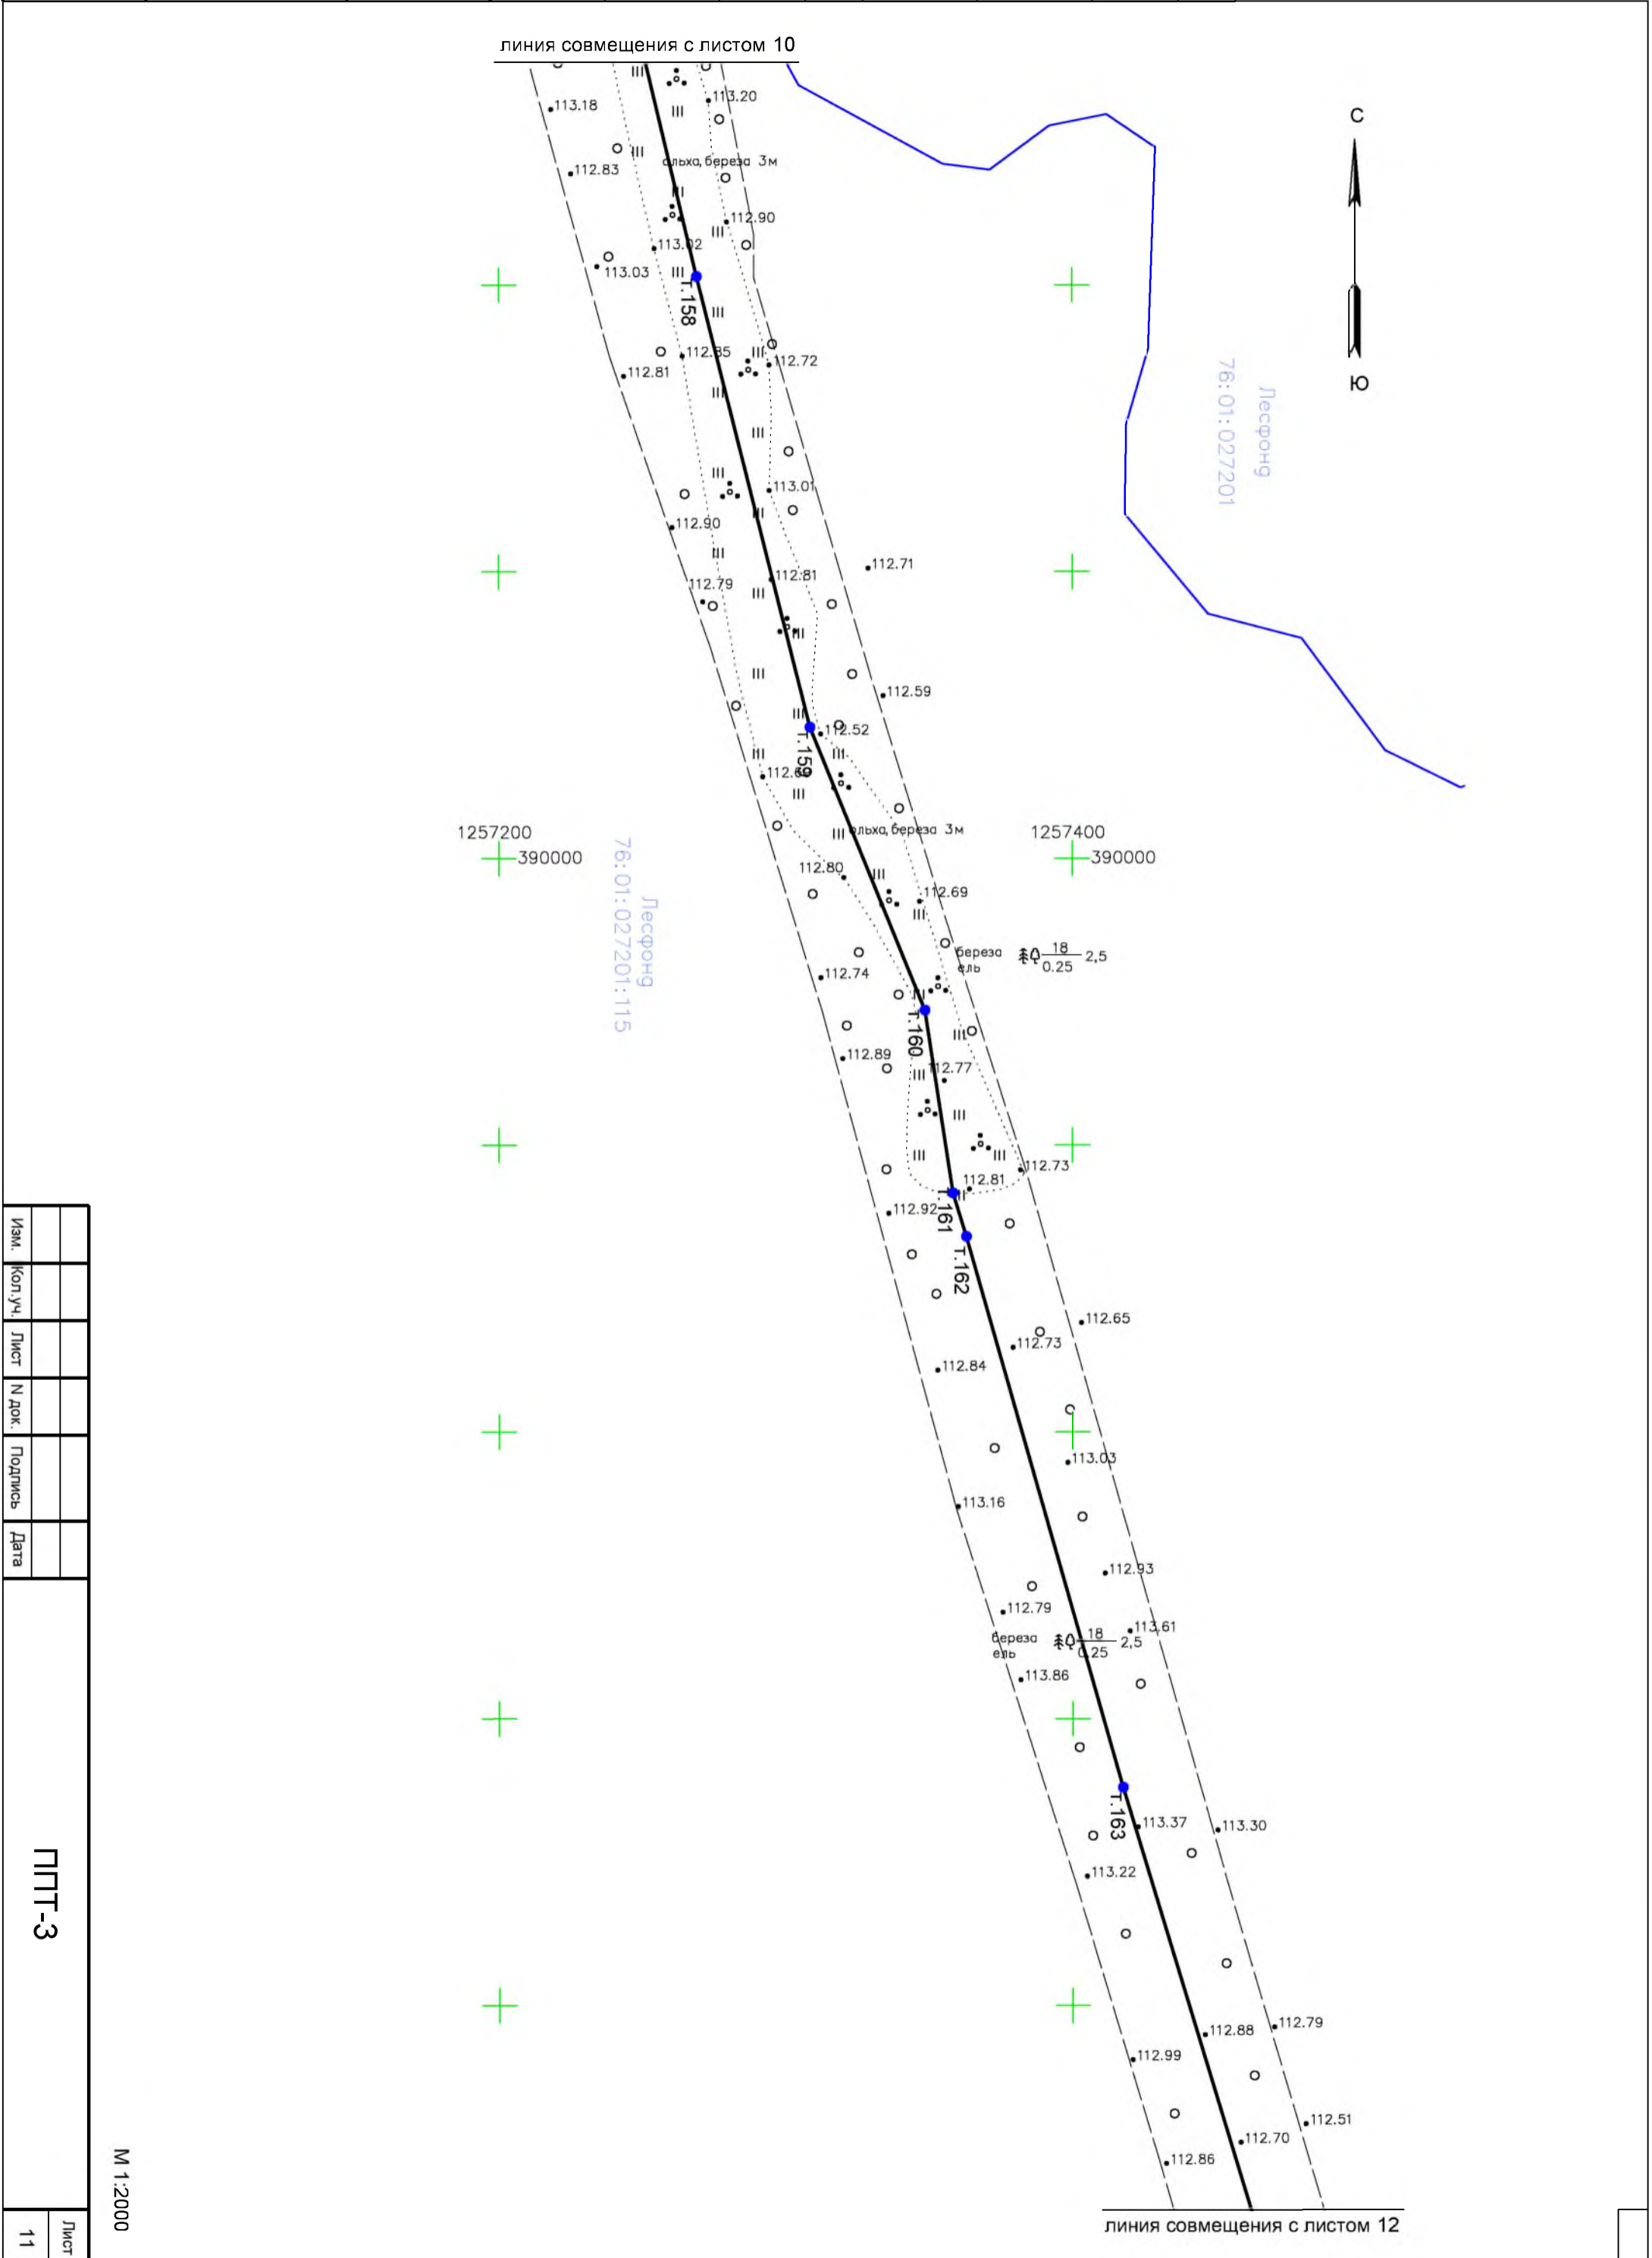 линия совмещения с листом 10
113.18
113.20
С
112.83
ольха, береза 3м
112.90
113.02
113.03
т.158
112.85
112.72
112.81
Ю
Лесфонд
76:01:027201
113.01
112.90
112.71
112.81
112.79
112.59
112.52
т.159
1257200
390000
ольха, береза 3м
1257400
390000
112.80
112.69
Лесфонд
76:01:027201:115
береза
ель
18
0.25
2,5
112.74
т.160
112.89
112.77
112.73
112.81
112.92
т.161
т.162
112.65
112.73
112.84
113.03
113.16
112.93
112.79
113.61
береза
ель
18
0.25
2,5
113.86
т.163
113.37
113.30
113.22
112.88
112.79
112.99
112.51
112.70
112.86
линия совмещения с листом 12
М 1:2000
Изм.
Кол.уч.
Лист
N док.
Подпись
Дата
ППТ-3
Лист
11